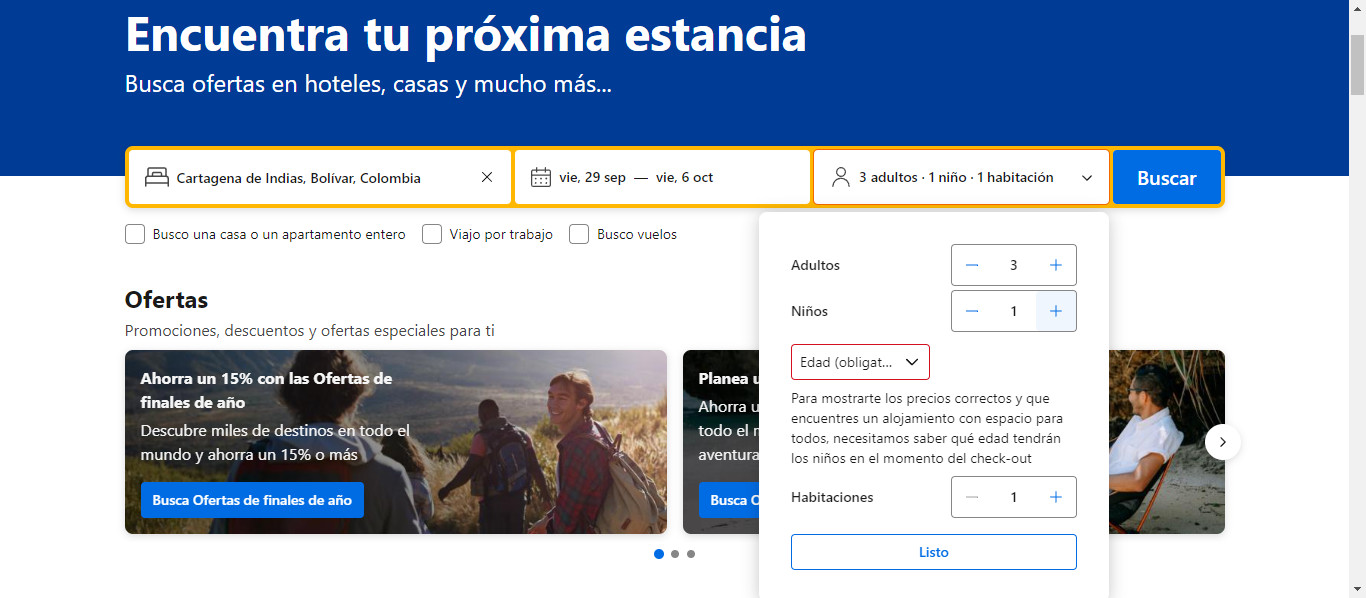 Encuentra tu próxima estancia
Busca ofertas en hoteles, casas y mucho más...
Cartagena de Indias, Bolívar, Colombia
vie, 29 sep — vie, 6 oct
3 adultos · 1 niño · 1 habitación
Buscar
Busco una casa o un apartamento entero
Viajo por trabajo
Busco vuelos
Adultos
3
Niños
1
Edad (obligat...
Para mostrarte los precios correctos y que
encuentres un alojamiento con espacio para
todos, necesitamos saber qué edad tendrán
los niños en el momento del check-out
Habitaciones
1
Listo
Ofertas
Promociones, descuentos y ofertas especiales para ti
Ahorra un 15% con las Ofertas de
finales de año
Descubre miles de destinos en todo el
mundo y ahorra un 15% o más
Busca Ofertas de finales de año
Planea
Ahorra
todo el
aventura
Busca